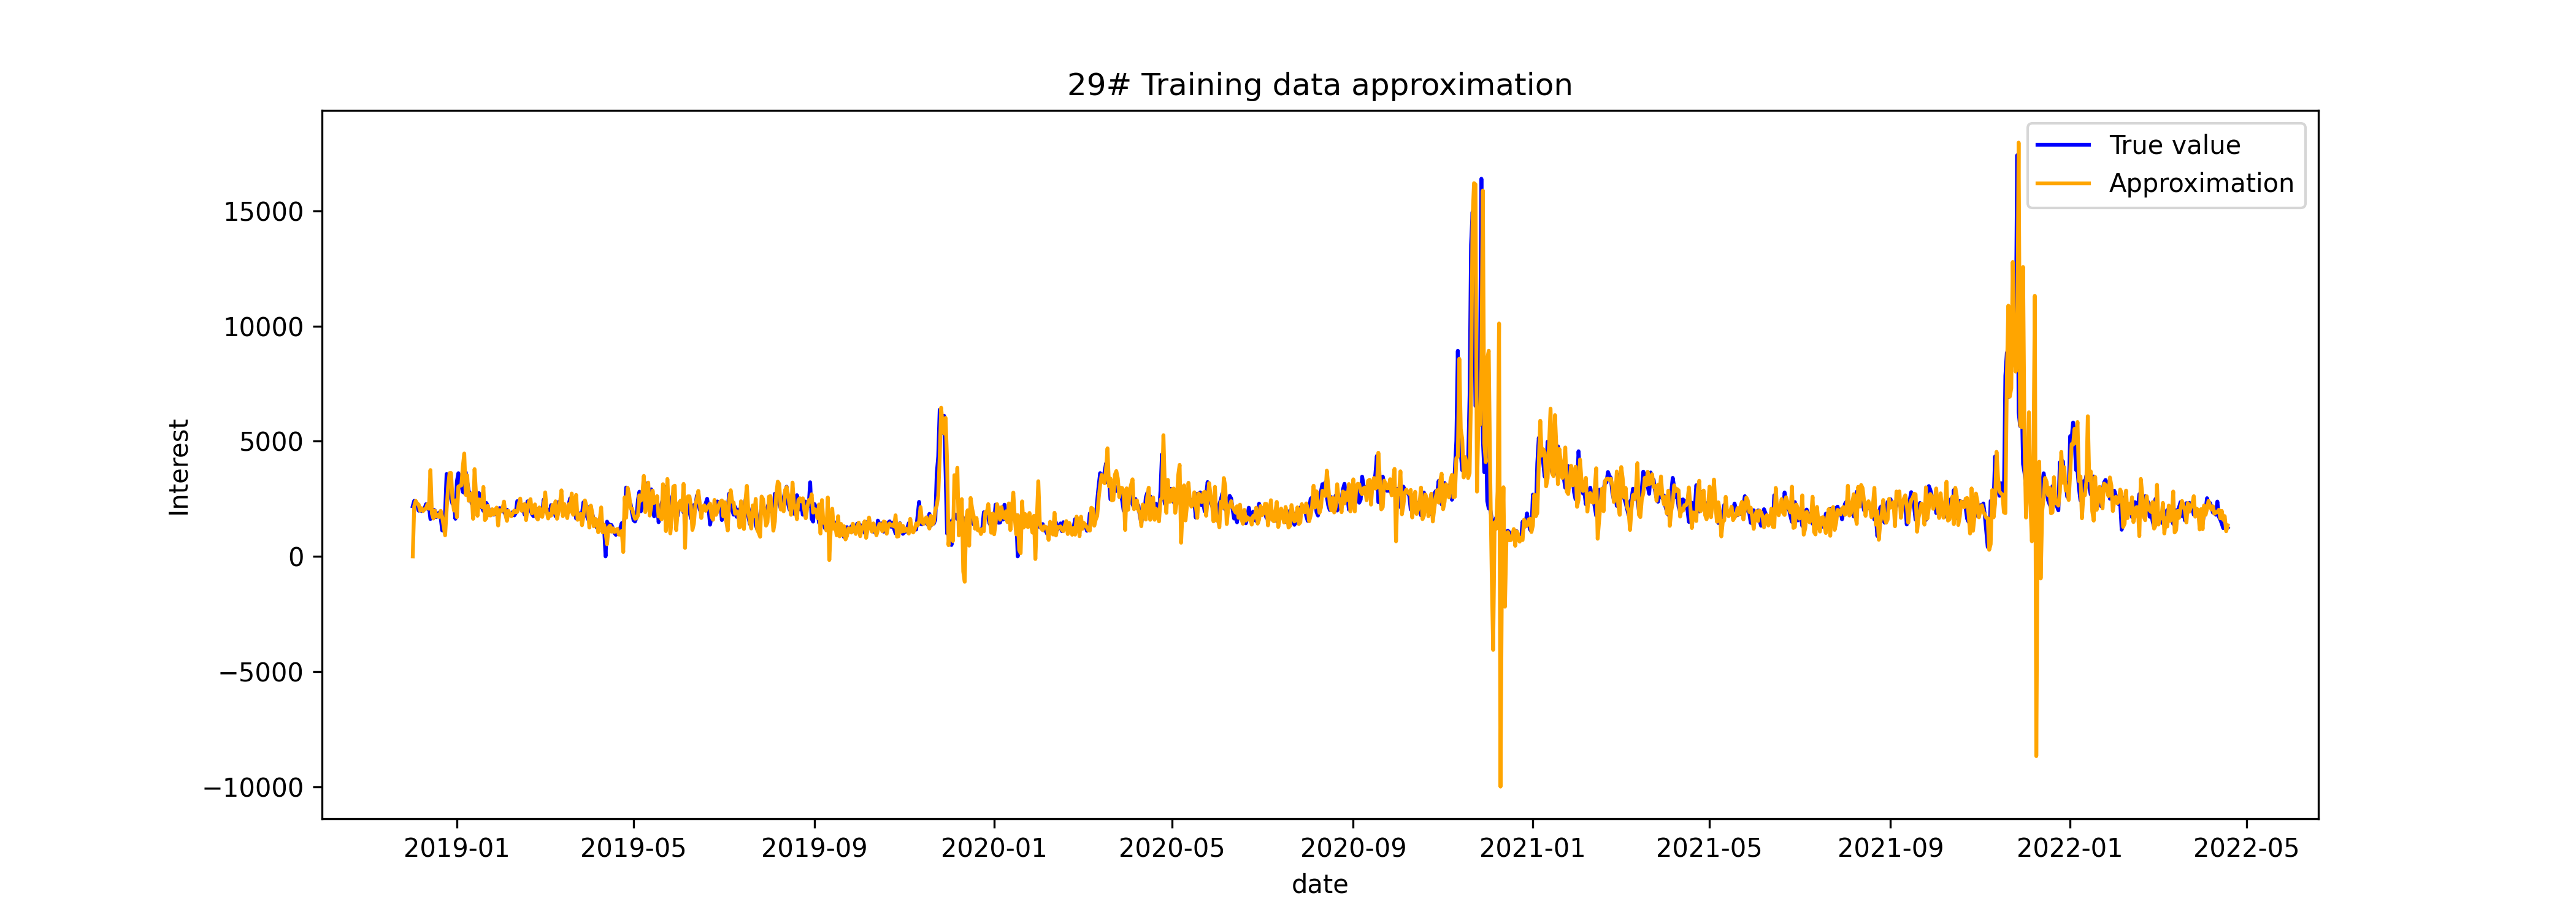 29# Training data approximation
True value
Approximation
Interest
15000
10000
5000
0
−5000
−10000
2019-01 2019-05 2019-09 2020-01 2020-05 2020-09 2021-01 2021-05 2021-09 2022-01 2022-05
date